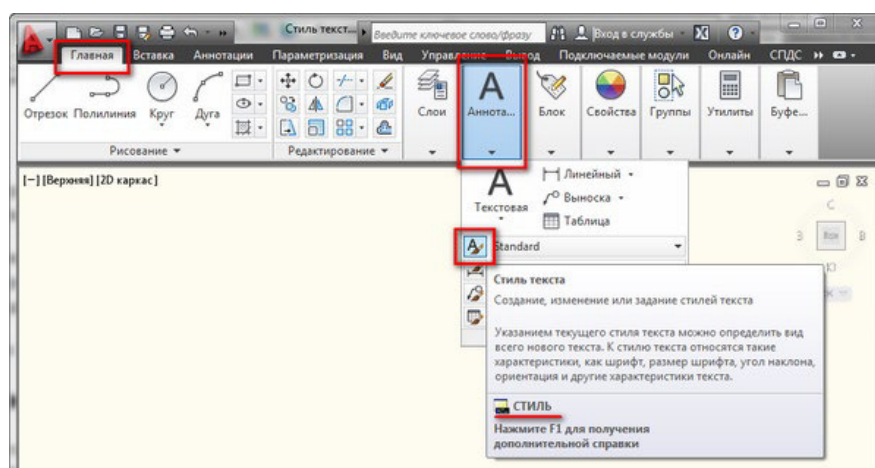 Стиль текст...
Введите ключевое слово/фразу
Вход в службы
Главная Вставка Аннотации Параметризация Вид Управление Вывод Подключаемые модули Онлайн СПДС
Отрезок Полилиния Круг Дуга
Слои Аннота... Блок Свойства Группы Утилиты Буфе...
Рисование Редактирование
[−] [Верхняя] [2D каркас]
Текстовая
Линейный
Выноска
Таблица
Standard
С
З В
Ю
Стиль текста
Создание, изменение или задание стилей текста
Указанием текущего стиля текста можно определить вид
всего нового текста. К стилю текста относятся такие
характеристики, как шрифт, размер шрифта, угол наклона,
ориентация и другие характеристики текста.
СТИЛЬ
Нажмите F1 для получения
дополнительной справки